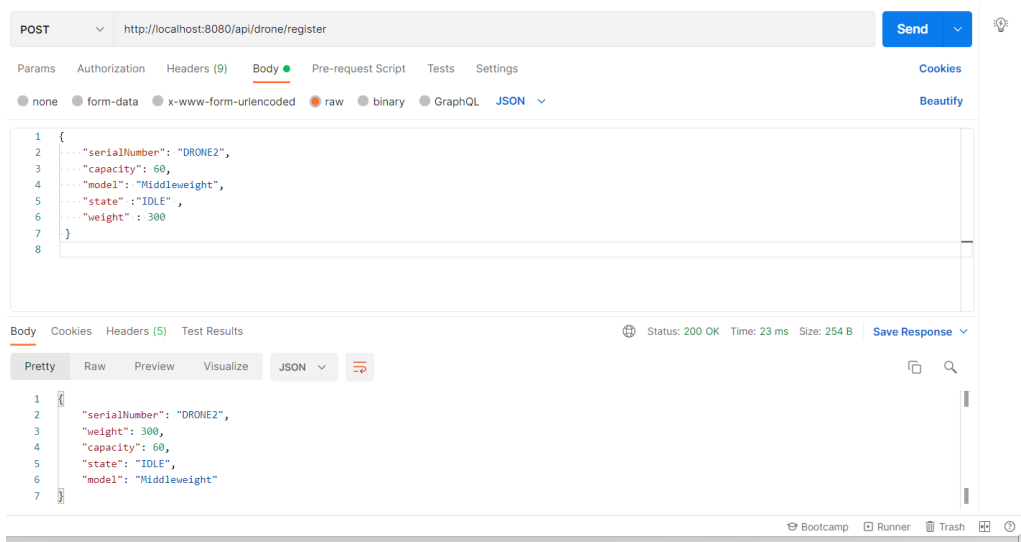 POST http://localhost:8080/api/drone/register Send
Params Authorization Headers (9) Body Pre-request Script Tests Settings Cookies
none form-data x-www-form-urlencoded raw binary GraphQL JSON Beautify
1 {
2 "serialNumber": "DRONE2",
3 "capacity": 60,
4 "model": "Middleweight",
5 "state" :"IDLE" ,
6 "weight" : 300
7 }
8
Body Cookies Headers (5) Test Results Status: 200 OK Time: 23 ms Size: 254 B Save Response
Pretty Raw Preview Visualize JSON
1 {
2 "serialNumber": "DRONE2",
3 "weight": 300,
4 "capacity": 60,
5 "state": "IDLE",
6 "model": "Middleweight"
7 }
Bootcamp Runner Trash